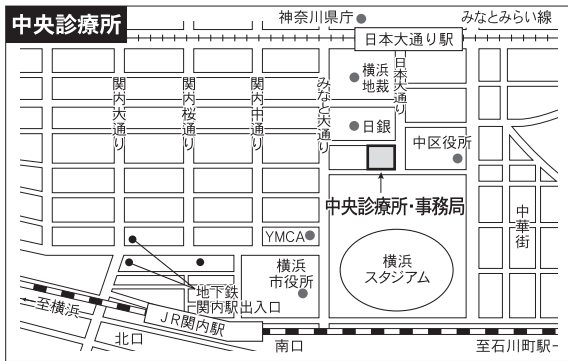 中央診療所
神奈川県庁
みなとみらい線
日本大通り駅
関内大通り
関内桜通り
関内中通り
みなと大通り
横浜
地裁
日本大通り
日銀
中区役所
中央診療所・事務局
中華街
YMCA
横浜
市役所
横浜
スタジアム
地下鉄
関内駅出入口
至横浜
JR関内駅
北口
南口
至石川町駅